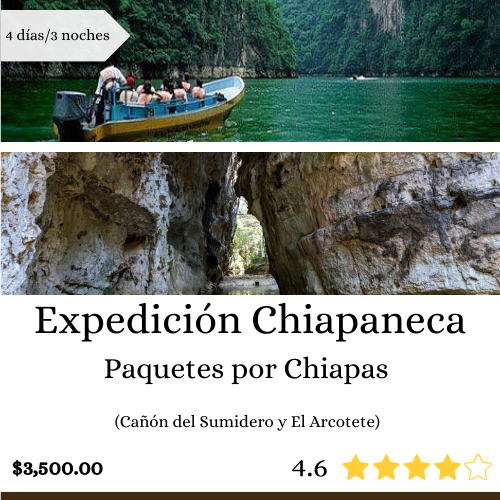 4 días/3 noches
Expedición Chiapaneca
Paquetes por Chiapas
(Cañón del Sumidero y El Arcotete)
$3,500.00 4.6